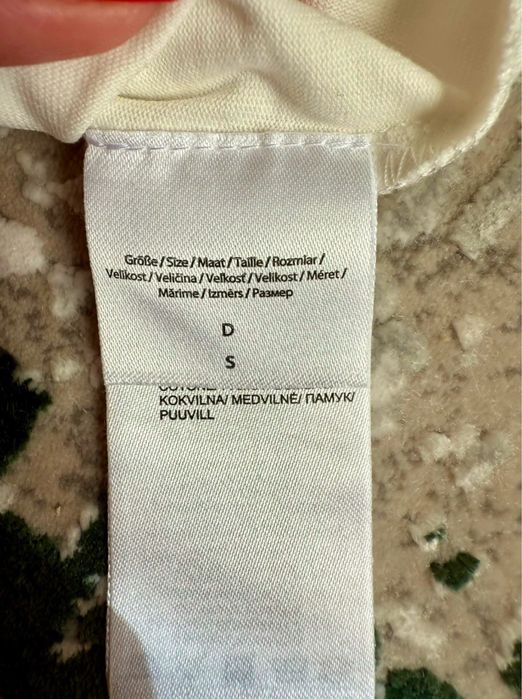 Größe / Size / Maat / Taille / Rozmiar /
Velikost / Veličina / Veľkosť / Velikost / Méret /
Mărime / Izmērs / Размер
D
S
KOKVILNA/ MEDVILNĖ/ ПАМУК/
PUUVILL